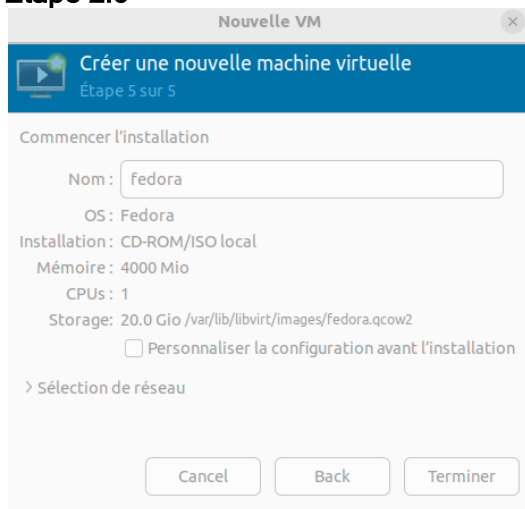 Étape 2.6
Nouvelle VM
Créer une nouvelle machine virtuelle
Étape 5 sur 5
Commencer l'installation
Nom : fedora
OS : Fedora
Installation : CD-ROM/ISO local
Mémoire : 4000 Mio
CPUs : 1
Storage: 20.0 Gio /var/lib/libvirt/images/fedora.qcow2
Personnaliser la configuration avant l'installation
> Sélection de réseau
Cancel Back Terminer